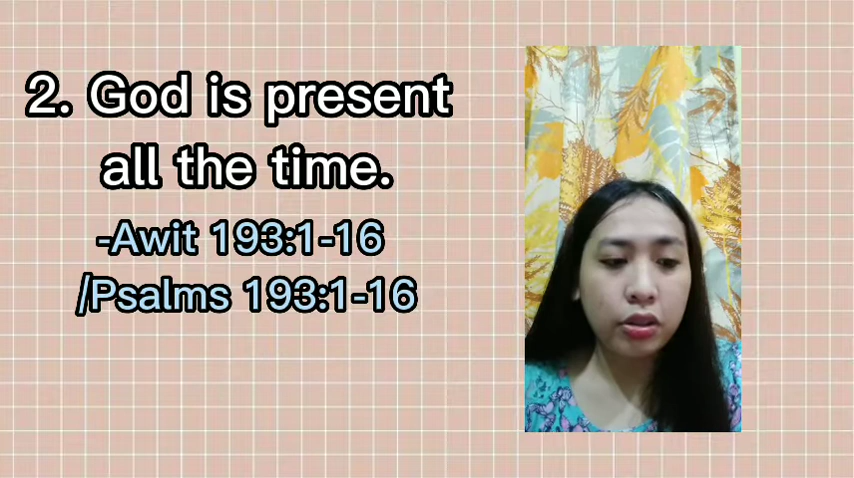 2. God is present
all the time.
-Awit 193:1-16
/Psalms 193:1-16